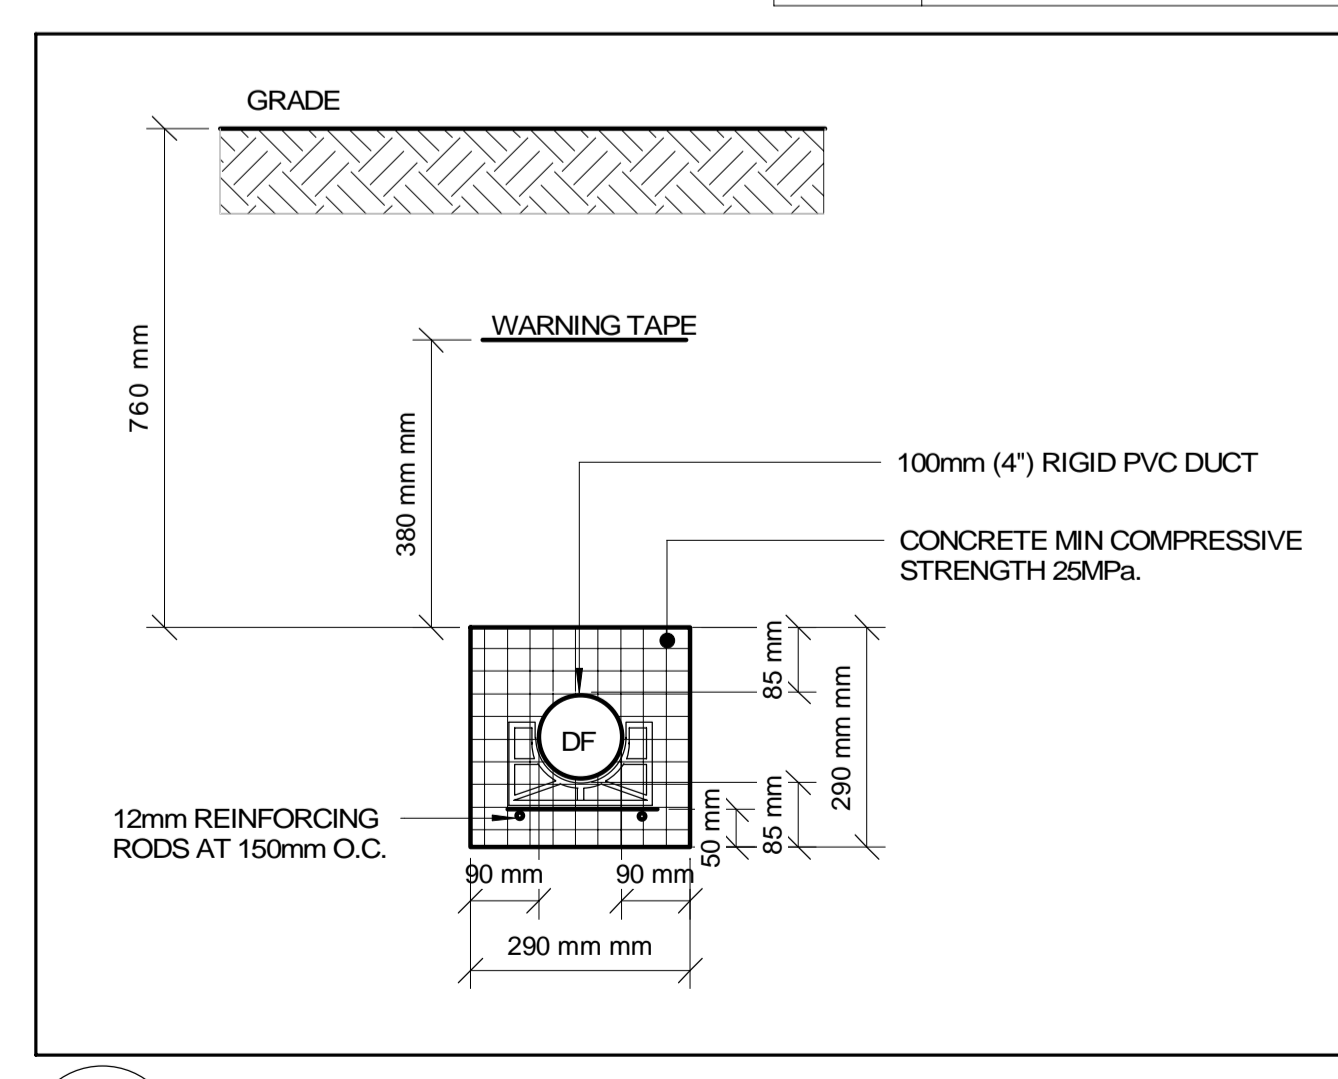 GRADE
WARNING TAPE
760 mm
380 mm mm
100mm (4") RIGID PVC DUCT
CONCRETE MIN COMPRESSIVE
STRENGTH 25MPa.
85 mm
290 mm mm
DF
12mm REINFORCING
RODS AT 150mm O.C.
50 mm
85 mm
90 mm
90 mm
290 mm mm